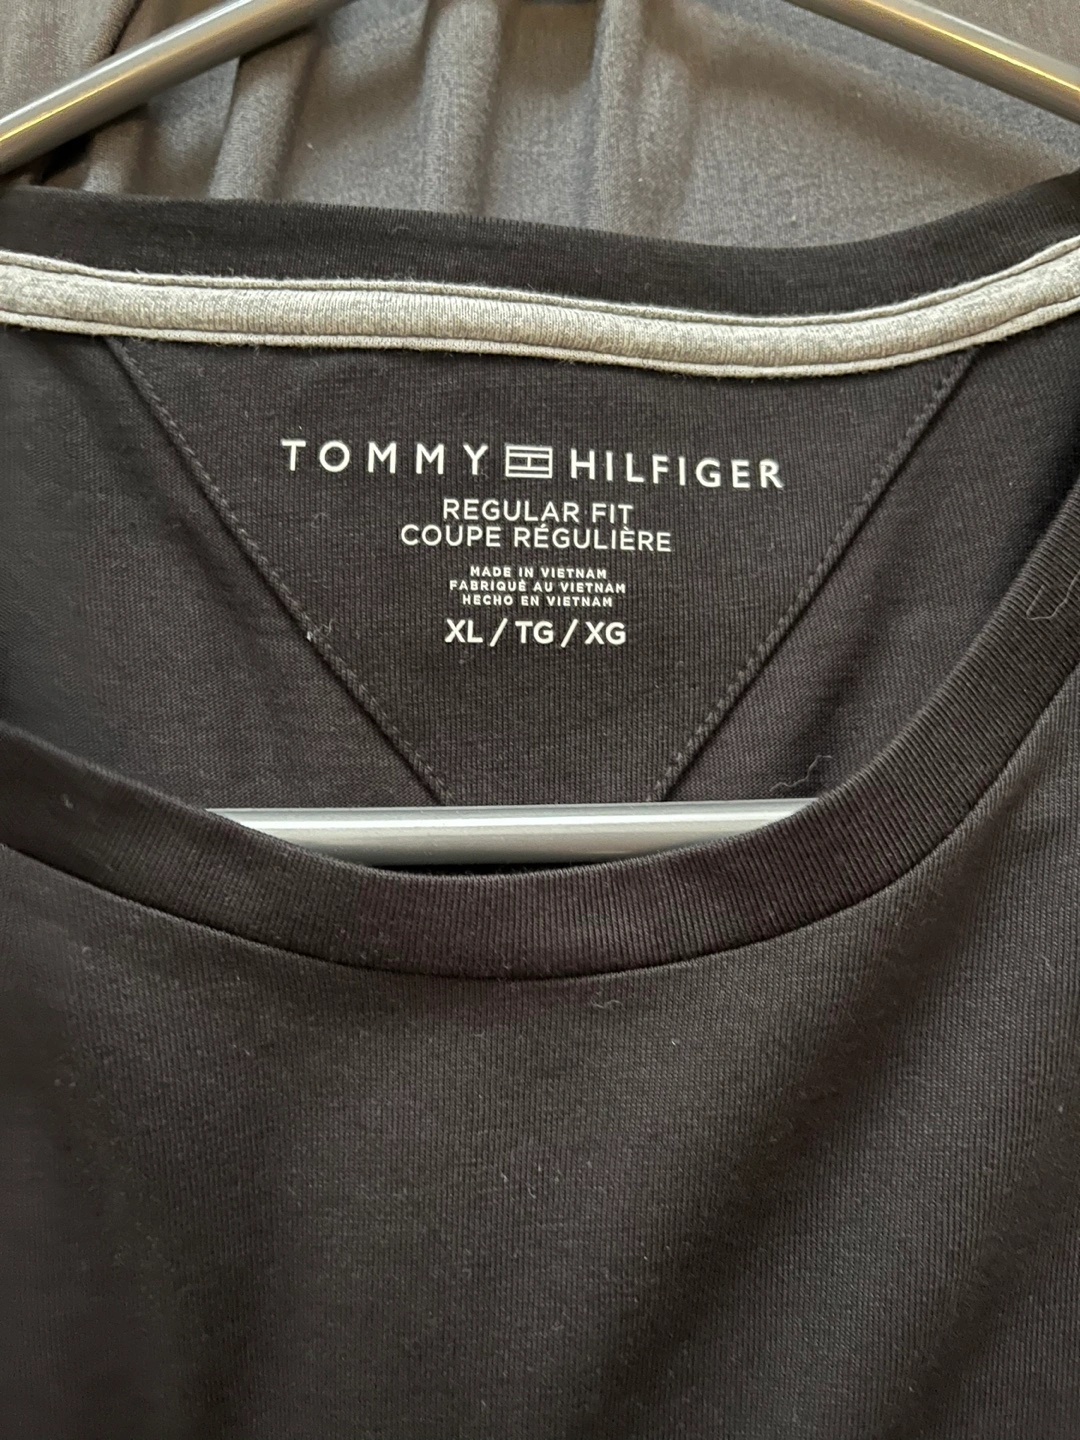 TOMMY HILFIGER
REGULAR FIT
COUPE RÉGULIÈRE
MADE IN VIETNAM
FABRIQUÉ AU VIETNAM
HECHO EN VIETNAM
XL / TG / XG